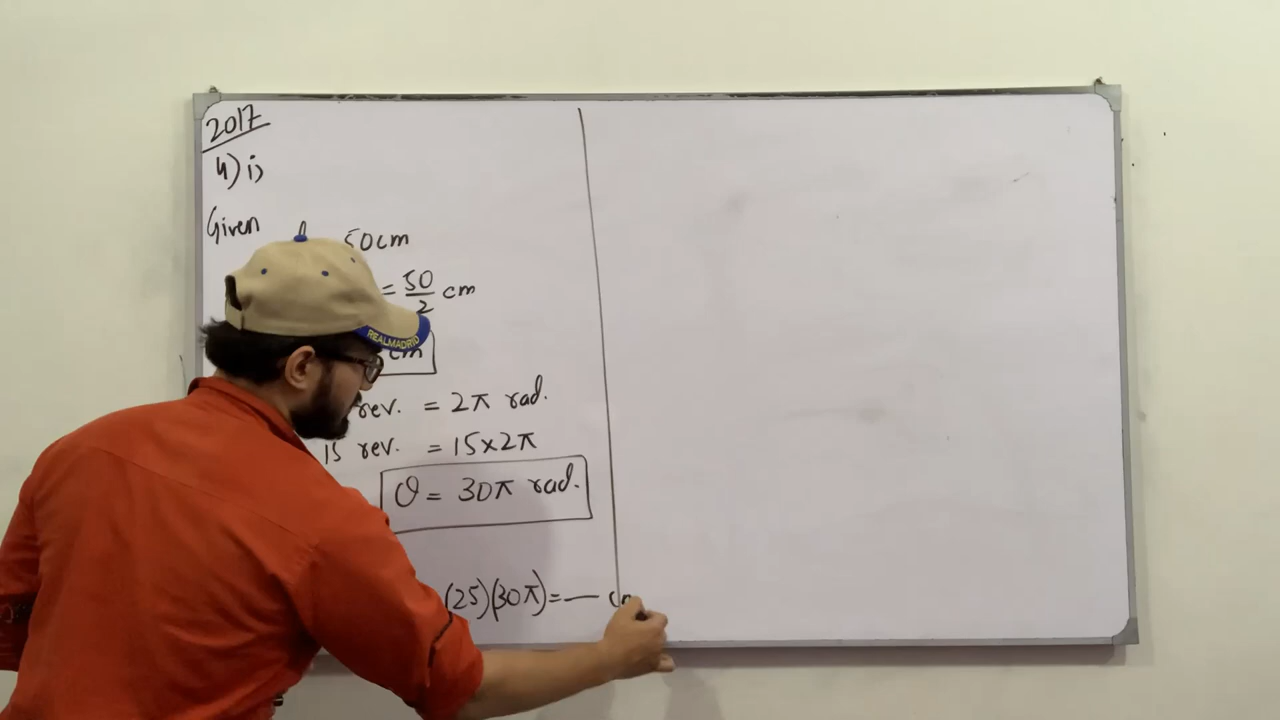 2017
4) i>
Given 50cm
= 50/2 cm
cm
REALMADRID
rev. = 2π rad.
15 rev. = 15×2π
θ = 30π rad.
(25)(30π)=— cm